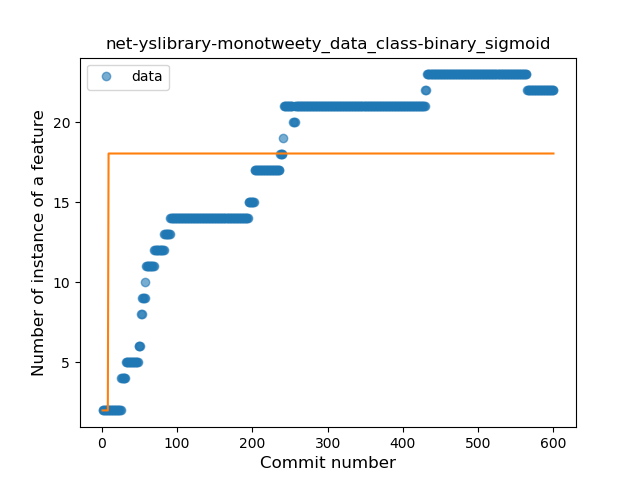 net-yslibrary-monotweety_data_class-binary_sigmoid
data
Number of instance of a feature
20
15
10
5
0
100
200
300
400
500
600
Commit number